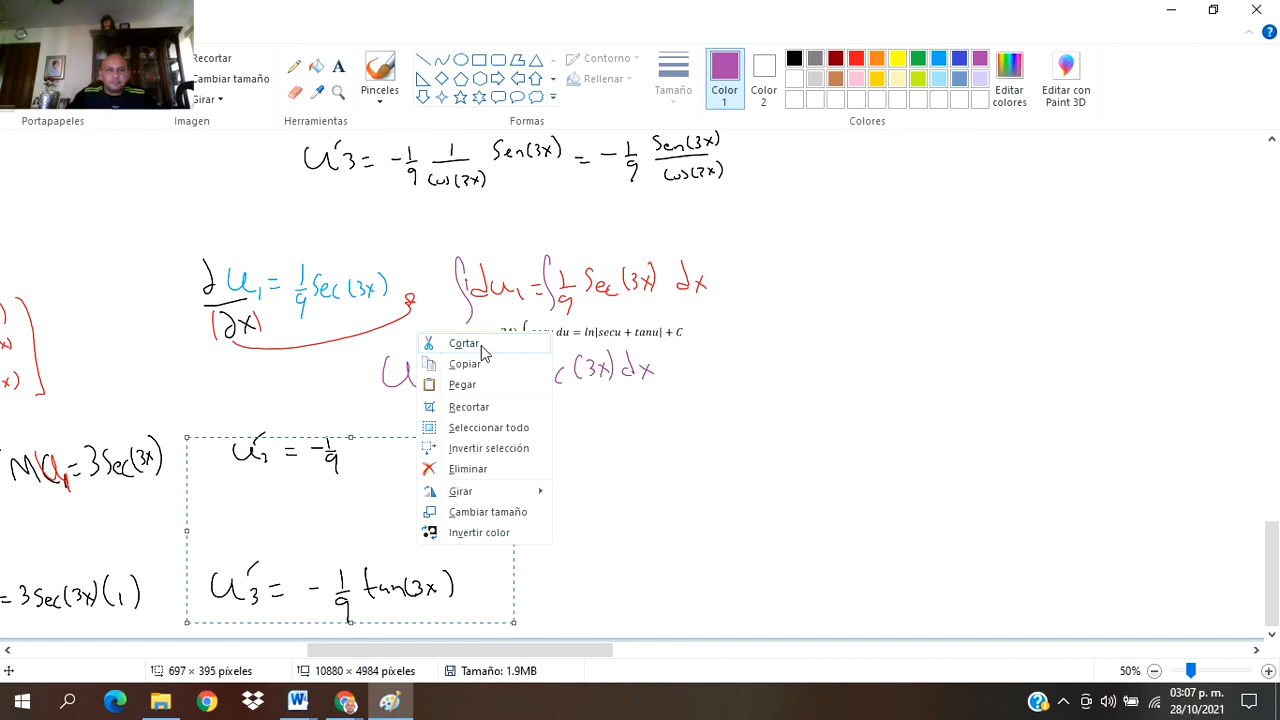 Recortar
Cambiar tamaño
Girar
Pinceles
A
Contorno
Rellenar
Tamaño
Color 1
Color 2
Editar colores
Editar con Paint 3D
Portapapeles
Imagen
Herramientas
Formas
Colores
U'3 = -1/9 1/cos(3x) Sen(3x) = -1/9 Sen(3x)/cos(3x)
∂U₁/(∂x) = 1/9 Sec(3x)
∫du₁ = ∫1/9 Sec(3x) dx
du = ln|secu + tanu| + C
U
c(3x)dx
Cortar
Copiar
Pegar
Recortar
Seleccionar todo
Invertir selección
Eliminar
Girar
Cambiar tamaño
Invertir color
x)
U₁ = 3Sec(3x)
U'₃ = -1/9
= 3Sec(3x)(1)
U'₃ = -1/9 tan(3x)
697 × 395 píxeles
10880 × 4984 píxeles
Tamaño: 1.9MB
50%
03:07 p. m.
28/10/2021